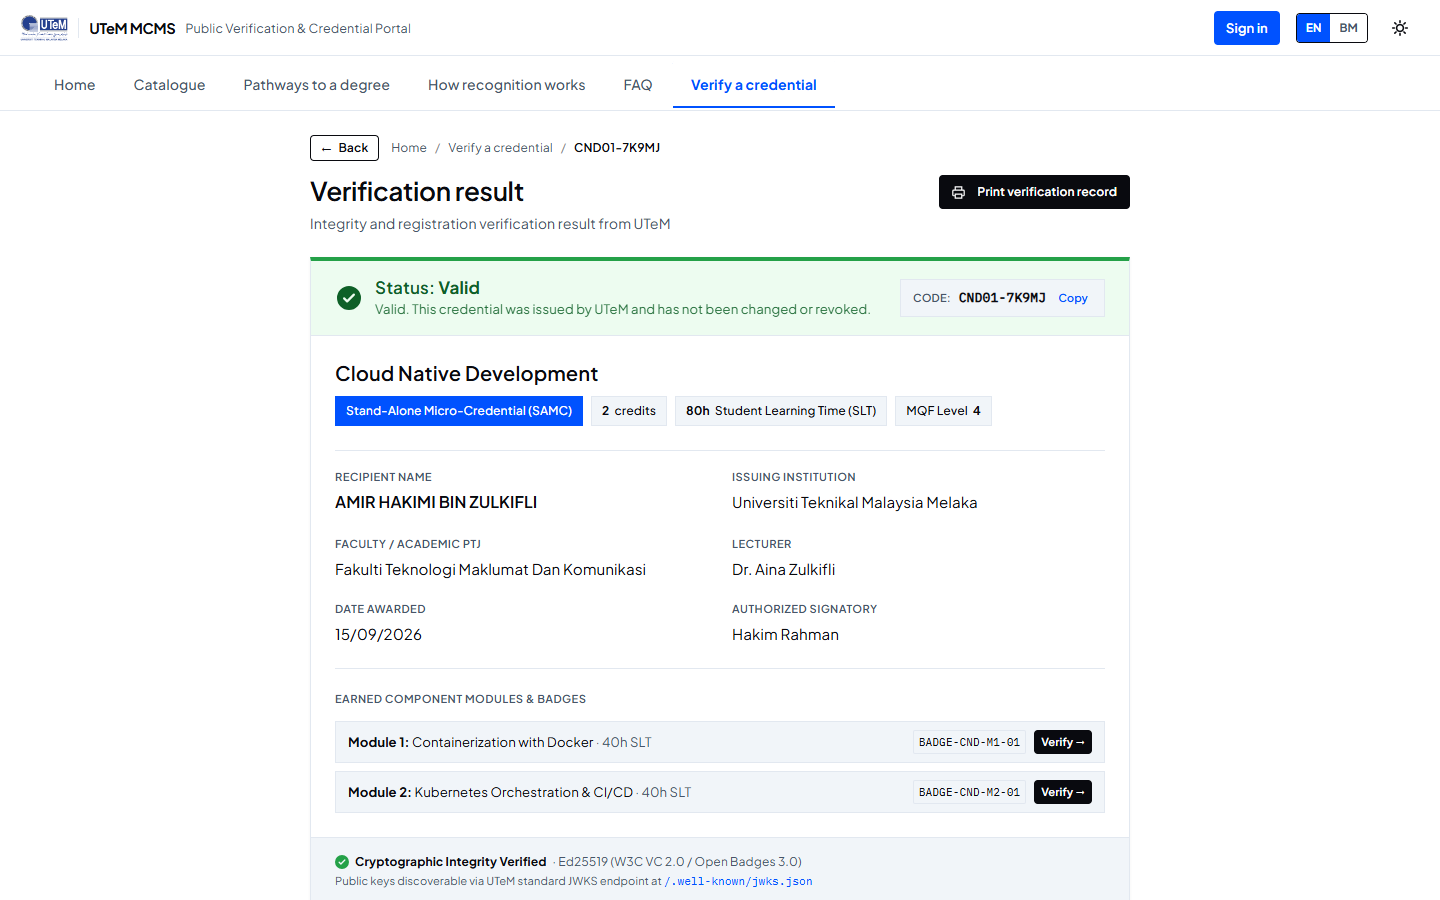 UTeM
UTeM MCMS
Public Verification & Credential Portal
Sign in
EN
BM
Home
Catalogue
Pathways to a degree
How recognition works
FAQ
Verify a credential
← Back
Home / Verify a credential / CND01-7K9MJ
Verification result
Print verification record
Integrity and registration verification result from UTeM
Status: Valid
Valid. This credential was issued by UTeM and has not been changed or revoked.
CODE: CND01-7K9MJ Copy
Cloud Native Development
Stand-Alone Micro-Credential (SAMC)
2 credits
80h Student Learning Time (SLT)
MQF Level 4
RECIPIENT NAME
AMIR HAKIMI BIN ZULKIFLI
ISSUING INSTITUTION
Universiti Teknikal Malaysia Melaka
FACULTY / ACADEMIC PTJ
Fakulti Teknologi Maklumat Dan Komunikasi
LECTURER
Dr. Aina Zulkifli
DATE AWARDED
15/09/2026
AUTHORIZED SIGNATORY
Hakim Rahman
EARNED COMPONENT MODULES & BADGES
Module 1: Containerization with Docker · 40h SLT
BADGE-CND-M1-01
Verify →
Module 2: Kubernetes Orchestration & CI/CD · 40h SLT
BADGE-CND-M2-01
Verify →
Cryptographic Integrity Verified · Ed25519 (W3C VC 2.0 / Open Badges 3.0)
Public keys discoverable via UTeM standard JWKS endpoint at /.well-known/jwks.json